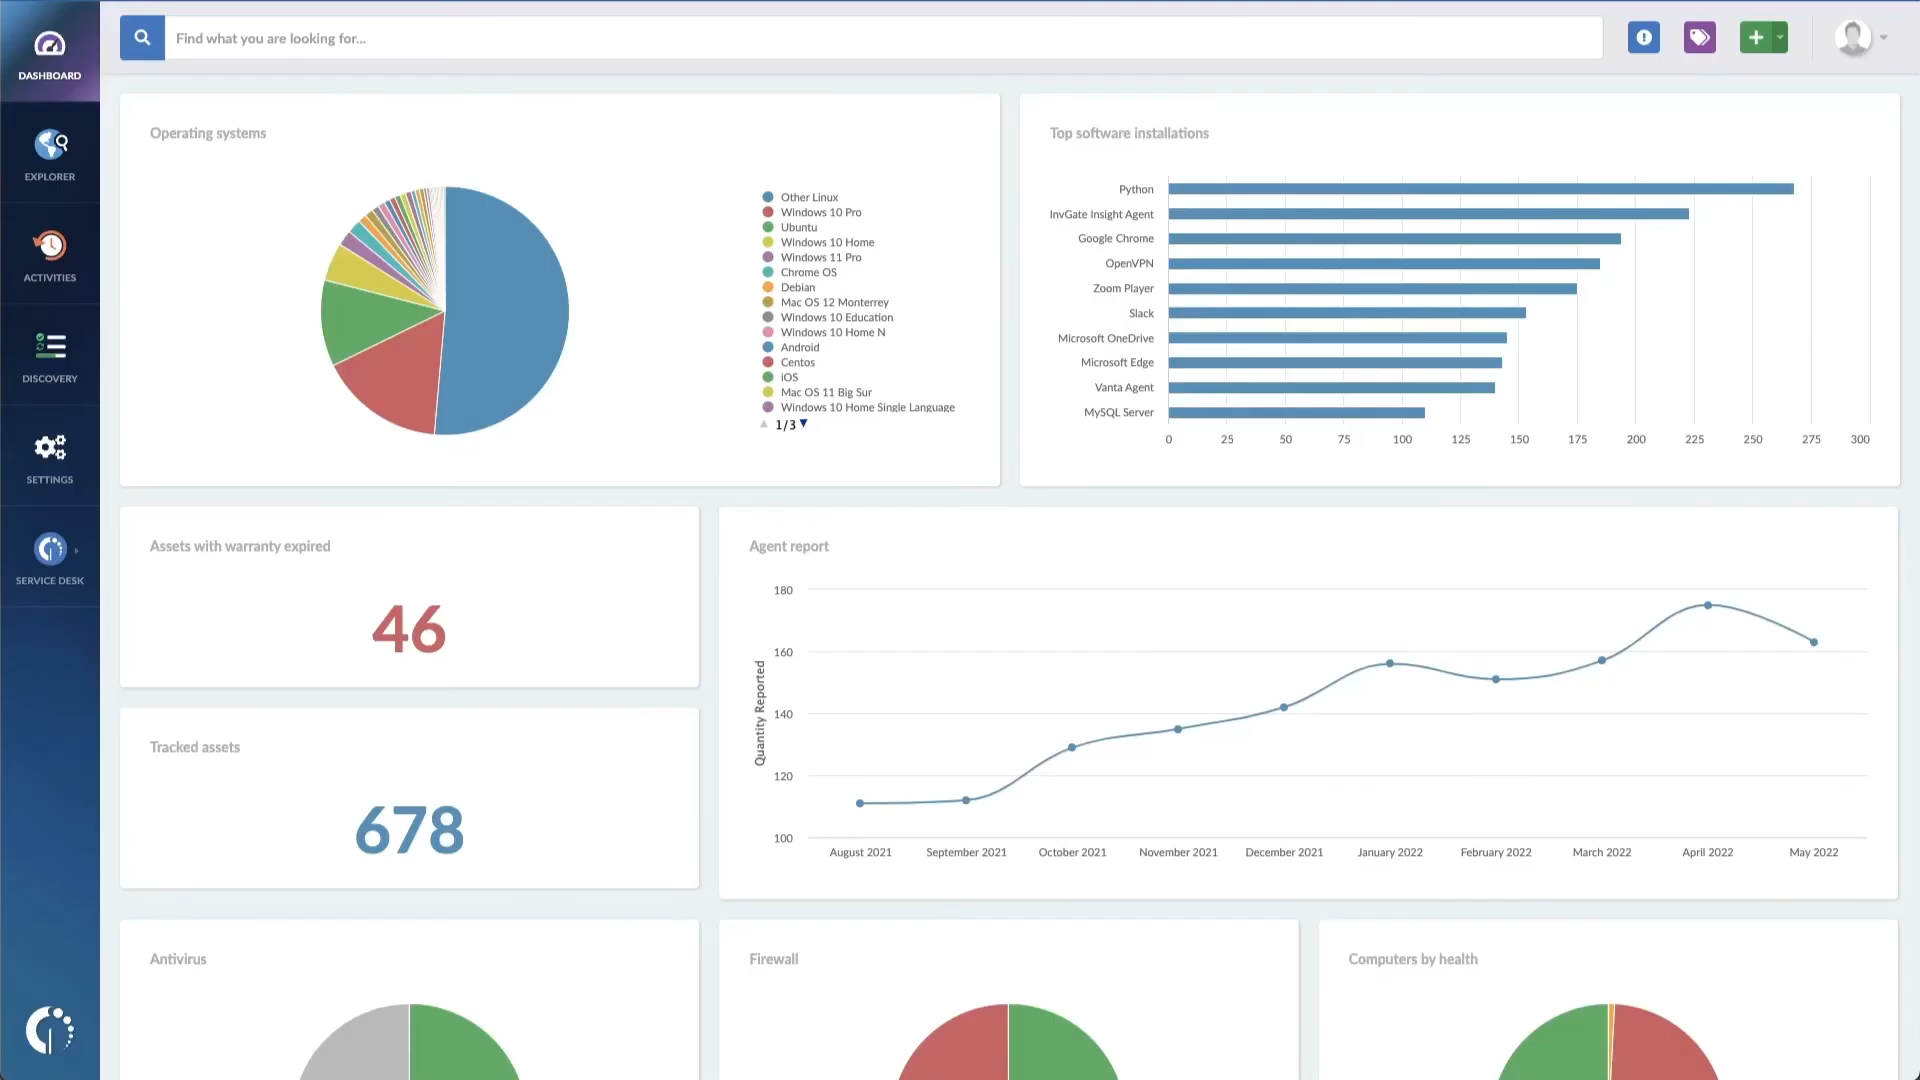 DASHBOARD
EXPLORER
ACTIVITIES
DISCOVERY
SETTINGS
SERVICE DESK
Find what you are looking for...
Operating systems
Other Linux
Windows 10 Pro
Ubuntu
Windows 10 Home
Windows 11 Pro
Chrome OS
Debian
Mac OS 12 Monterrey
Windows 10 Education
Windows 10 Home N
Android
Centos
iOS
Mac OS 11 Big Sur
Windows 10 Home Single Language
1/3
Top software installations
Python
InvGate Insight Agent
Google Chrome
OpenVPN
Zoom Player
Slack
Microsoft OneDrive
Microsoft Edge
Vanta Agent
MySQL Server
0 25 50 75 100 125 150 175 200 225 250 275 300
Assets with warranty expired
46
Tracked assets
678
Agent report
Quantity Reported
180
160
140
120
100
August 2021 September 2021 October 2021 November 2021 December 2021 January 2022 February 2022 March 2022 April 2022 May 2022
Antivirus
Firewall
Computers by health